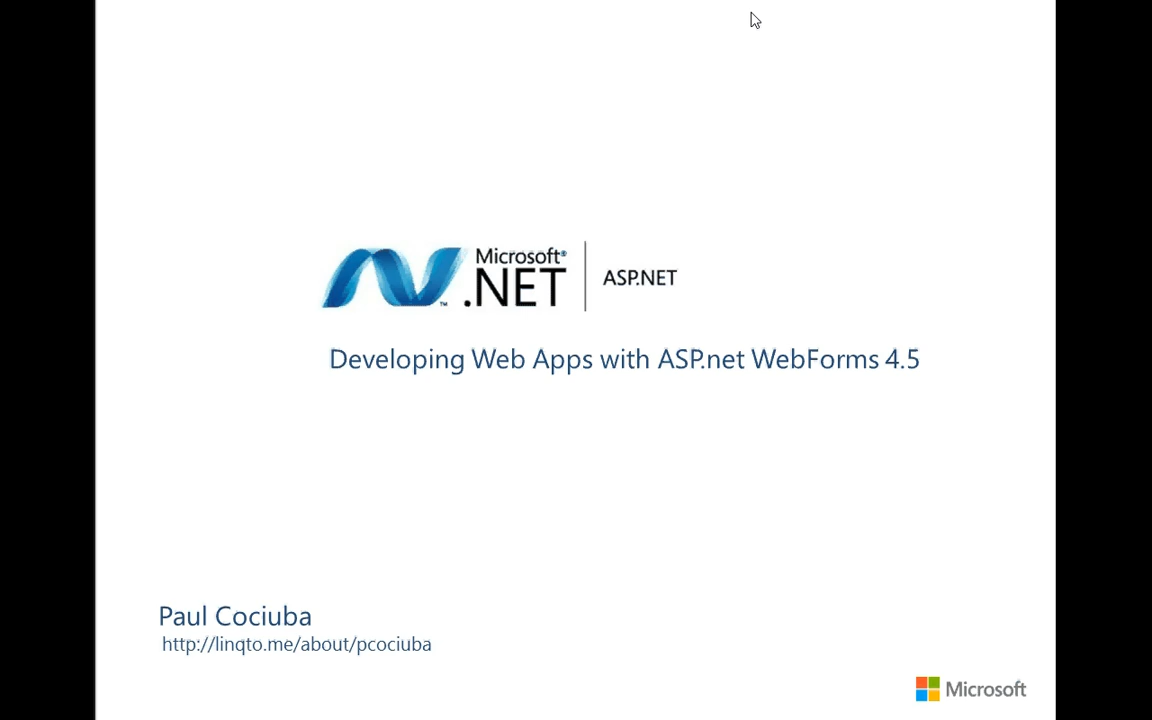 Microsoft®
.NET
™
ASP.NET
Developing Web Apps with ASP.net WebForms 4.5
Paul Cociuba
http://linqto.me/about/pcociuba
Microsoft